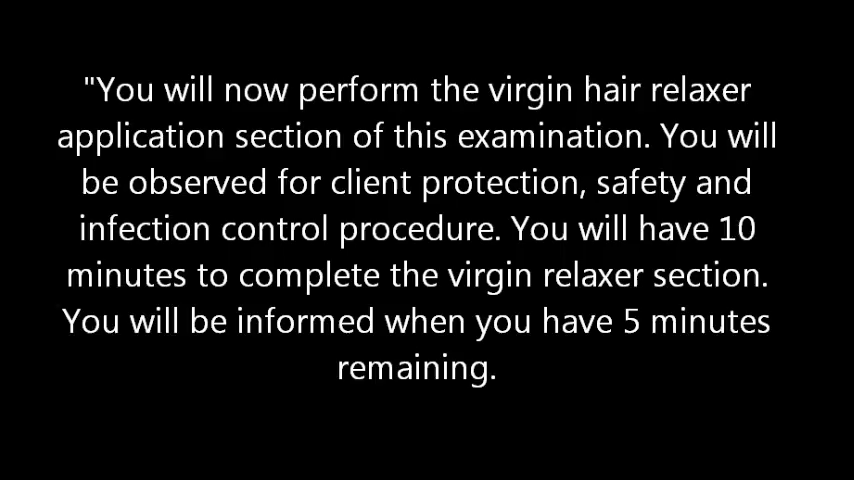 "You will now perform the virgin hair relaxer
application section of this examination. You will
be observed for client protection, safety and
infection control procedure. You will have 10
minutes to complete the virgin relaxer section.
You will be informed when you have 5 minutes
remaining.